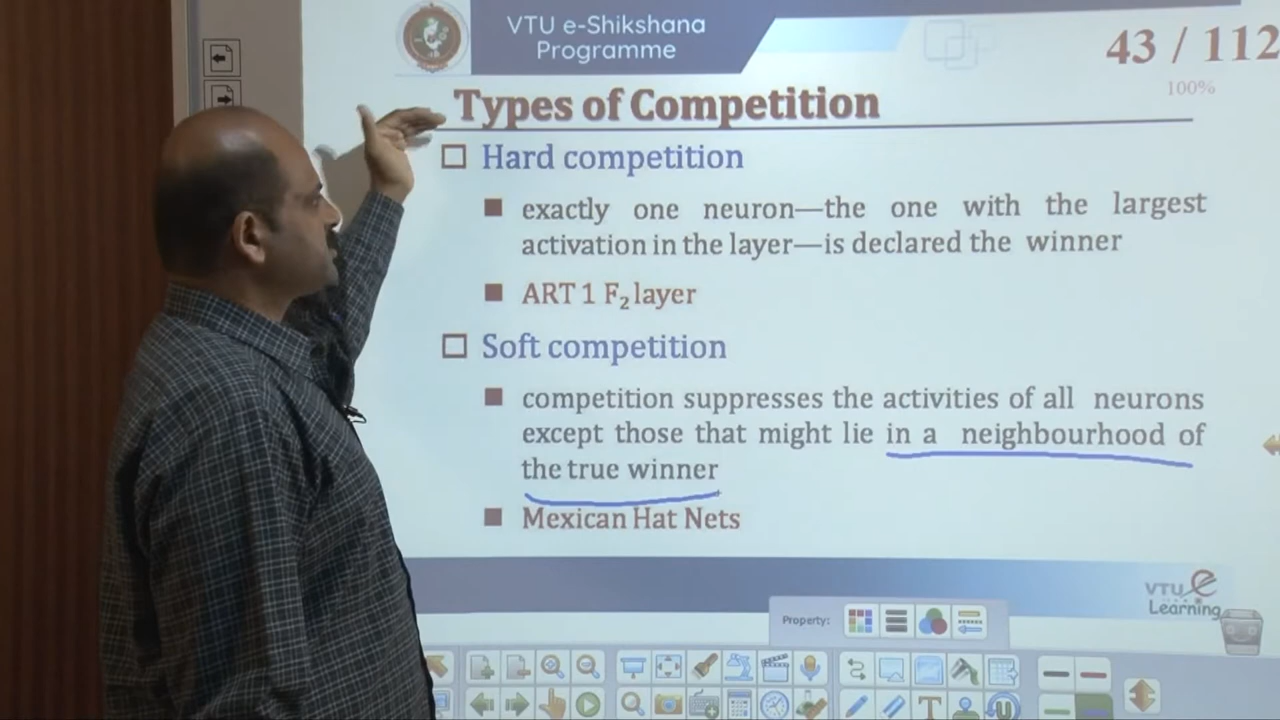 VTU e-Shikshana
Programme
43 / 112
100%
Types of Competition
Hard competition
exactly one neuron—the one with the largest
activation in the layer—is declared the winner
ART 1 F₂ layer
Soft competition
competition suppresses the activities of all neurons
except those that might lie in a neighbourhood of
the true winner
Mexican Hat Nets
VTU e
Learning
Property: